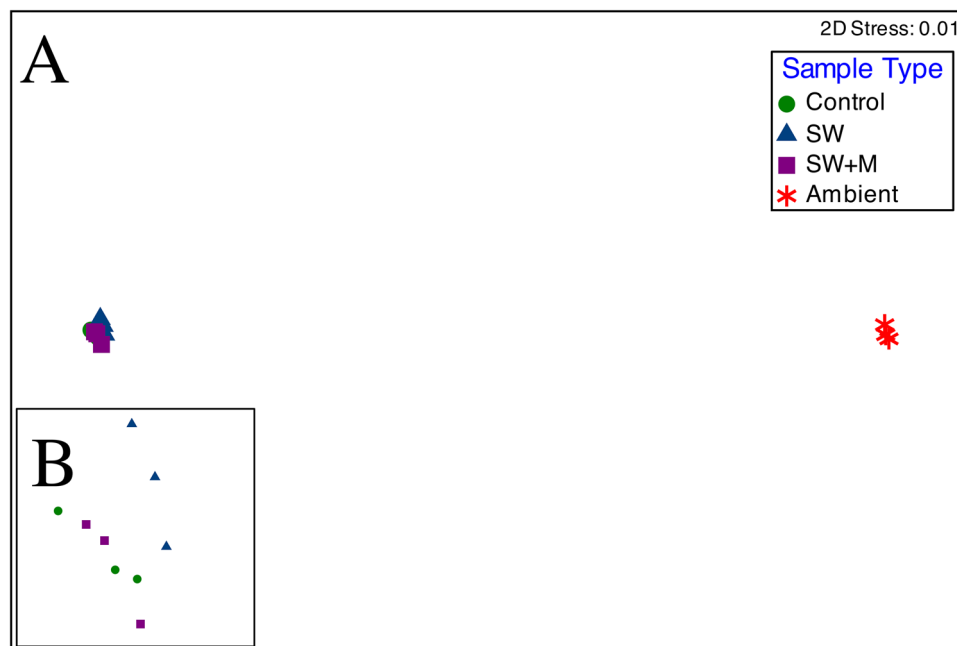 2D Stress: 0.01
A
Sample Type
Control
SW
SW+M
Ambient
B